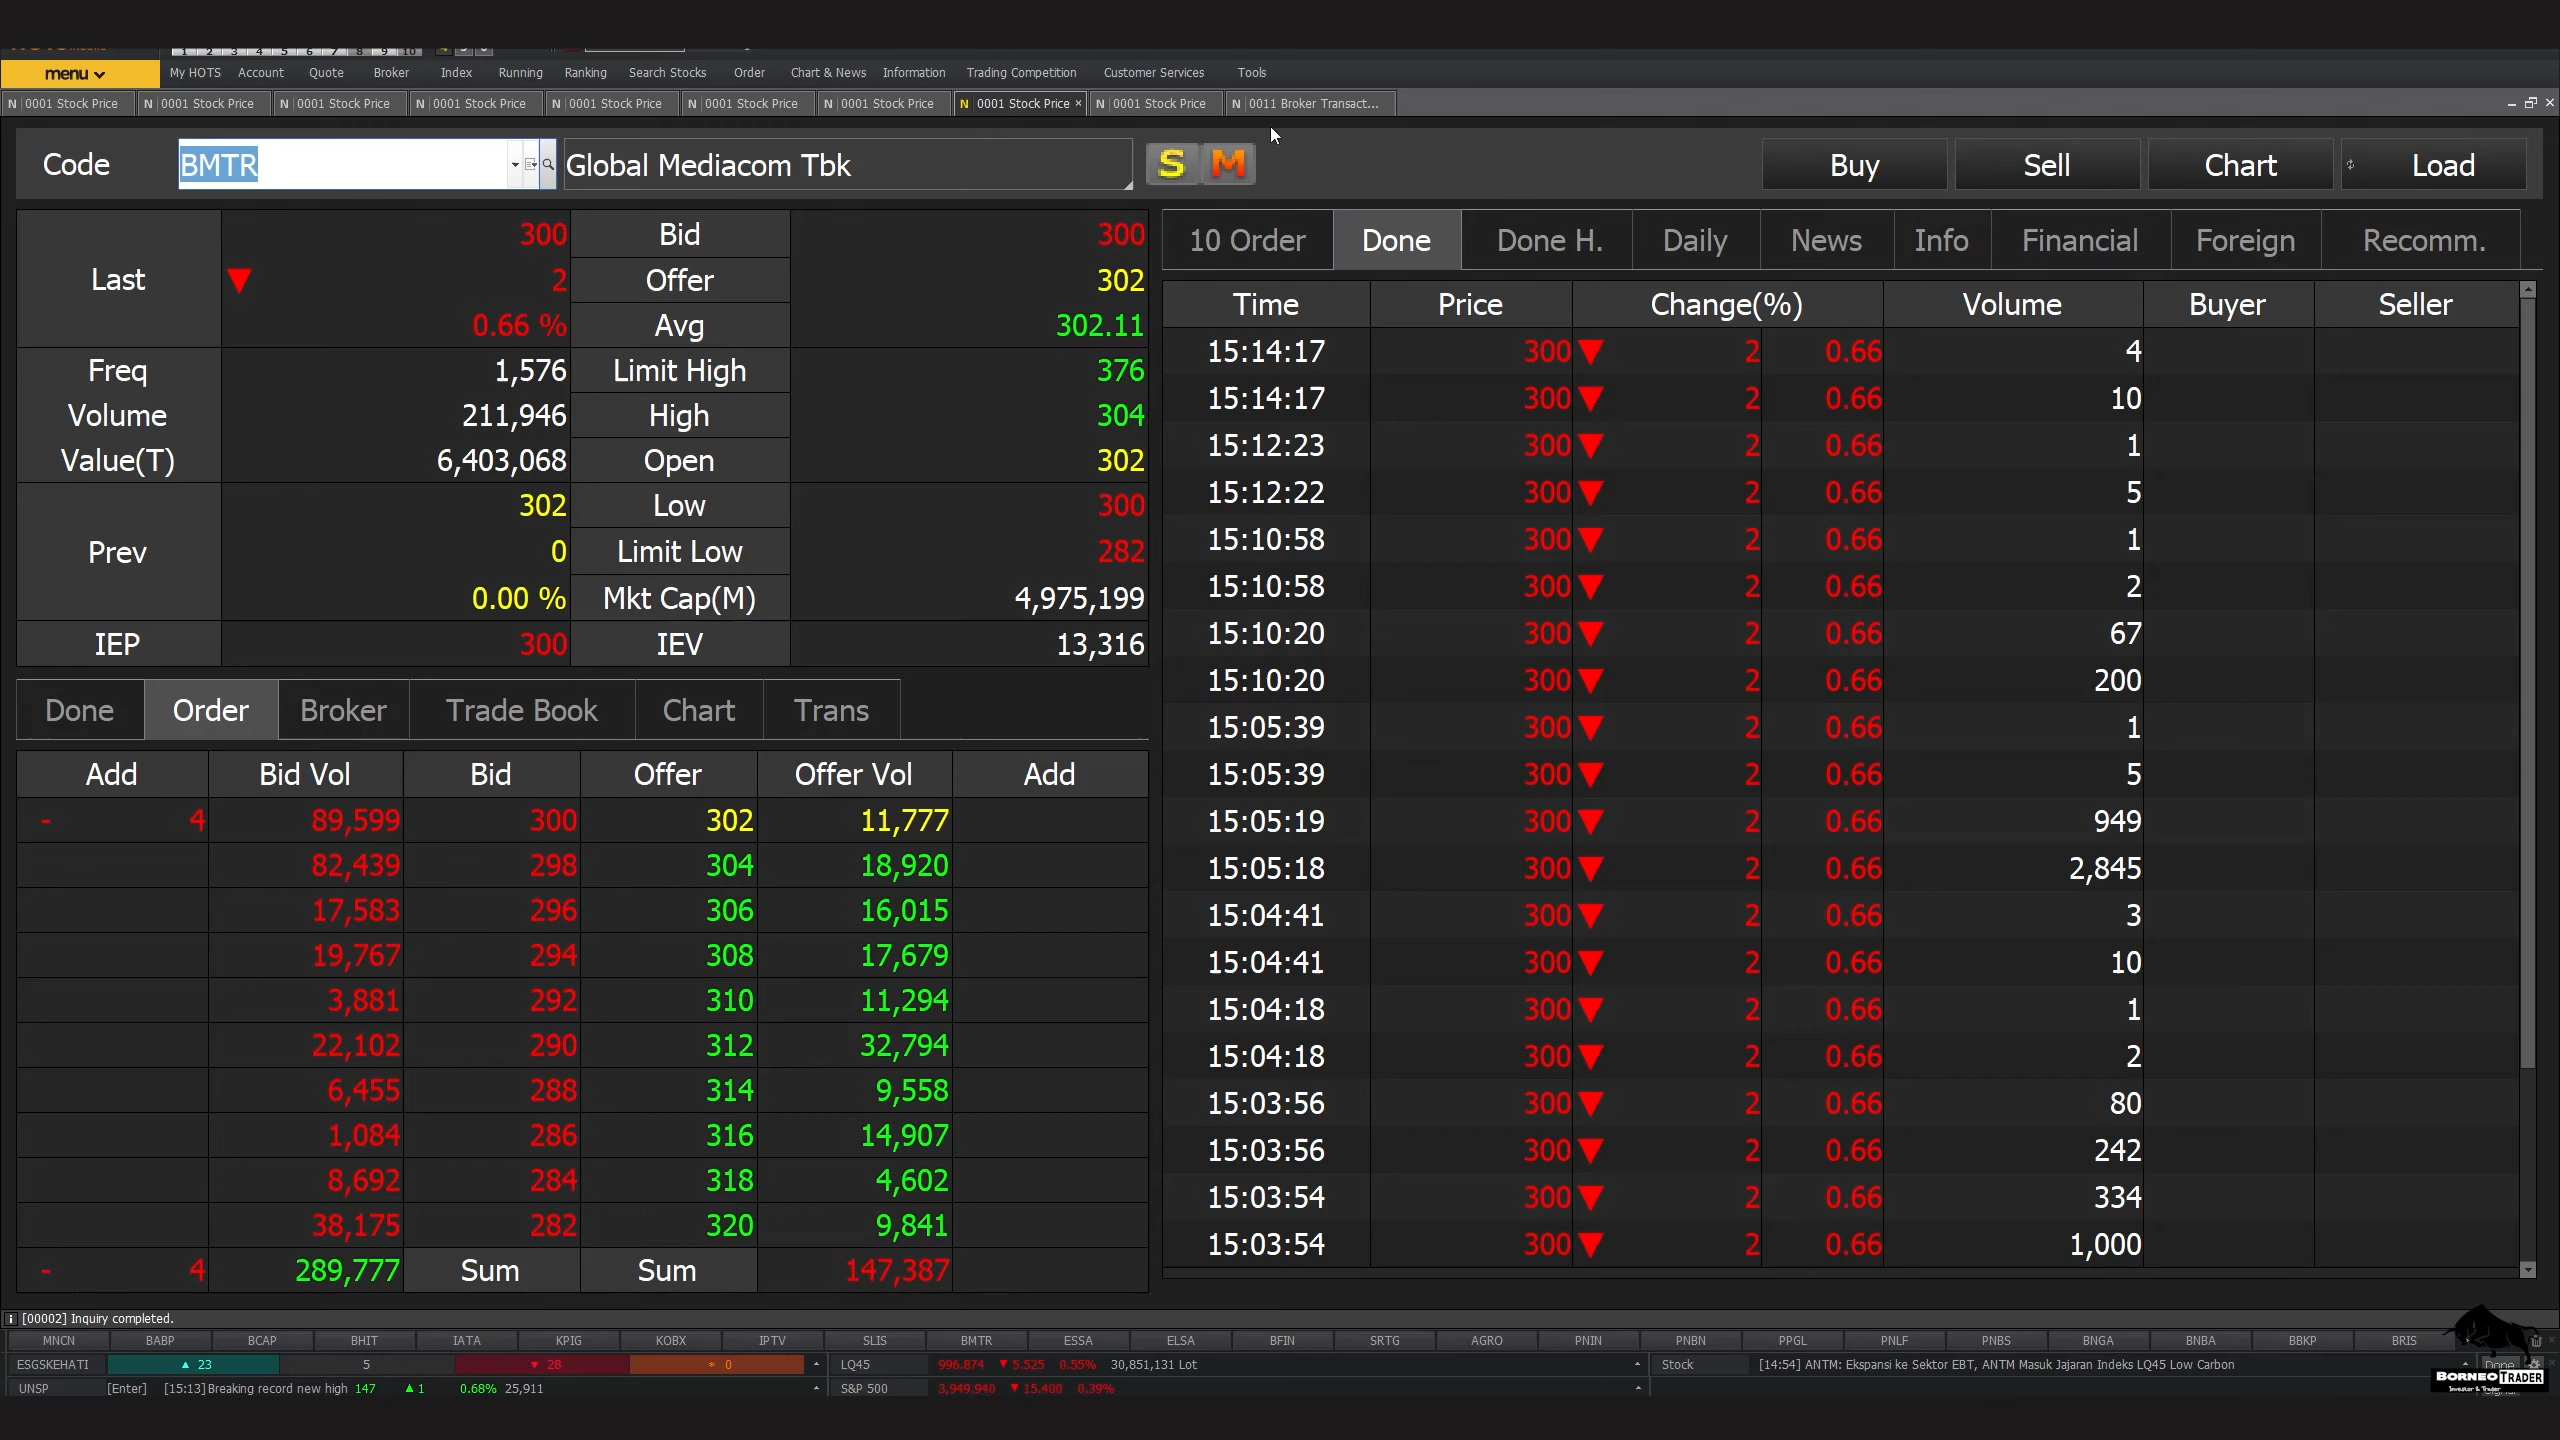 1 2 3 4 5 6 7 8 9 10
menu My HOTS Account Quote Broker Index Running Ranking Search Stocks Order Chart & News Information Trading Competition Customer Services Tools
N 0001 Stock Price N 0001 Stock Price N 0001 Stock Price N 0001 Stock Price N 0001 Stock Price N 0001 Stock Price N 0001 Stock Price N 0001 Stock Price × N 0001 Stock Price N 0011 Broker Transact...
Code BMTR Global Mediacom Tbk S M Buy Sell Chart Load
Last 300 Bid 300
▼ 2 Offer 302
0.66 % Avg 302.11
Freq 1,576 Limit High 376
Volume 211,946 High 304
Value(T) 6,403,068 Open 302
Prev 302 Low 300
0 Limit Low 282
0.00 % Mkt Cap(M) 4,975,199
IEP 300 IEV 13,316
Done Order Broker Trade Book Chart Trans
Add Bid Vol Bid Offer Offer Vol Add
- 4 89,599 300 302 11,777
82,439 298 304 18,920
17,583 296 306 16,015
19,767 294 308 17,679
3,881 292 310 11,294
22,102 290 312 32,794
6,455 288 314 9,558
1,084 286 316 14,907
8,692 284 318 4,602
38,175 282 320 9,841
- 4 289,777 Sum Sum 147,387
10 Order Done Done H. Daily News Info Financial Foreign Recomm.
Time Price Change(%) Volume Buyer Seller
15:14:17 300 ▼ 2 0.66 4
15:14:17 300 ▼ 2 0.66 10
15:12:23 300 ▼ 2 0.66 1
15:12:22 300 ▼ 2 0.66 5
15:10:58 300 ▼ 2 0.66 1
15:10:58 300 ▼ 2 0.66 2
15:10:20 300 ▼ 2 0.66 67
15:10:20 300 ▼ 2 0.66 200
15:05:39 300 ▼ 2 0.66 1
15:05:39 300 ▼ 2 0.66 5
15:05:19 300 ▼ 2 0.66 949
15:05:18 300 ▼ 2 0.66 2,845
15:04:41 300 ▼ 2 0.66 3
15:04:41 300 ▼ 2 0.66 10
15:04:18 300 ▼ 2 0.66 1
15:04:18 300 ▼ 2 0.66 2
15:03:56 300 ▼ 2 0.66 80
15:03:56 300 ▼ 2 0.66 242
15:03:54 300 ▼ 2 0.66 334
15:03:54 300 ▼ 2 0.66 1,000
[00002] Inquiry completed.
MNCN BABP BCAP BHIT IATA KPIG KOBX IPTV SLIS BMTR ESSA ELSA BFIN SRTG AGRO PNIN PNBN PPGL PNLF PNBS BNGA BNBA BBKP BRIS
ESGSKEHATI ▲ 23 5 ▼ 28 * 0 LQ45 996.874 ▼ 5.525 0.55% 30,851,131 Lot Stock [14:54] ANTM: Ekspansi ke Sektor EBT, ANTM Masuk Jajaran Indeks LQ45 Low Carbon Done
UNSP [Enter] [15:13]Breaking record new high 147 ▲ 1 0.68% 25,911 S&P 500 3,949,940 ▼ 15.400 0.39%
BORNEO TRADER
Investor & Trader